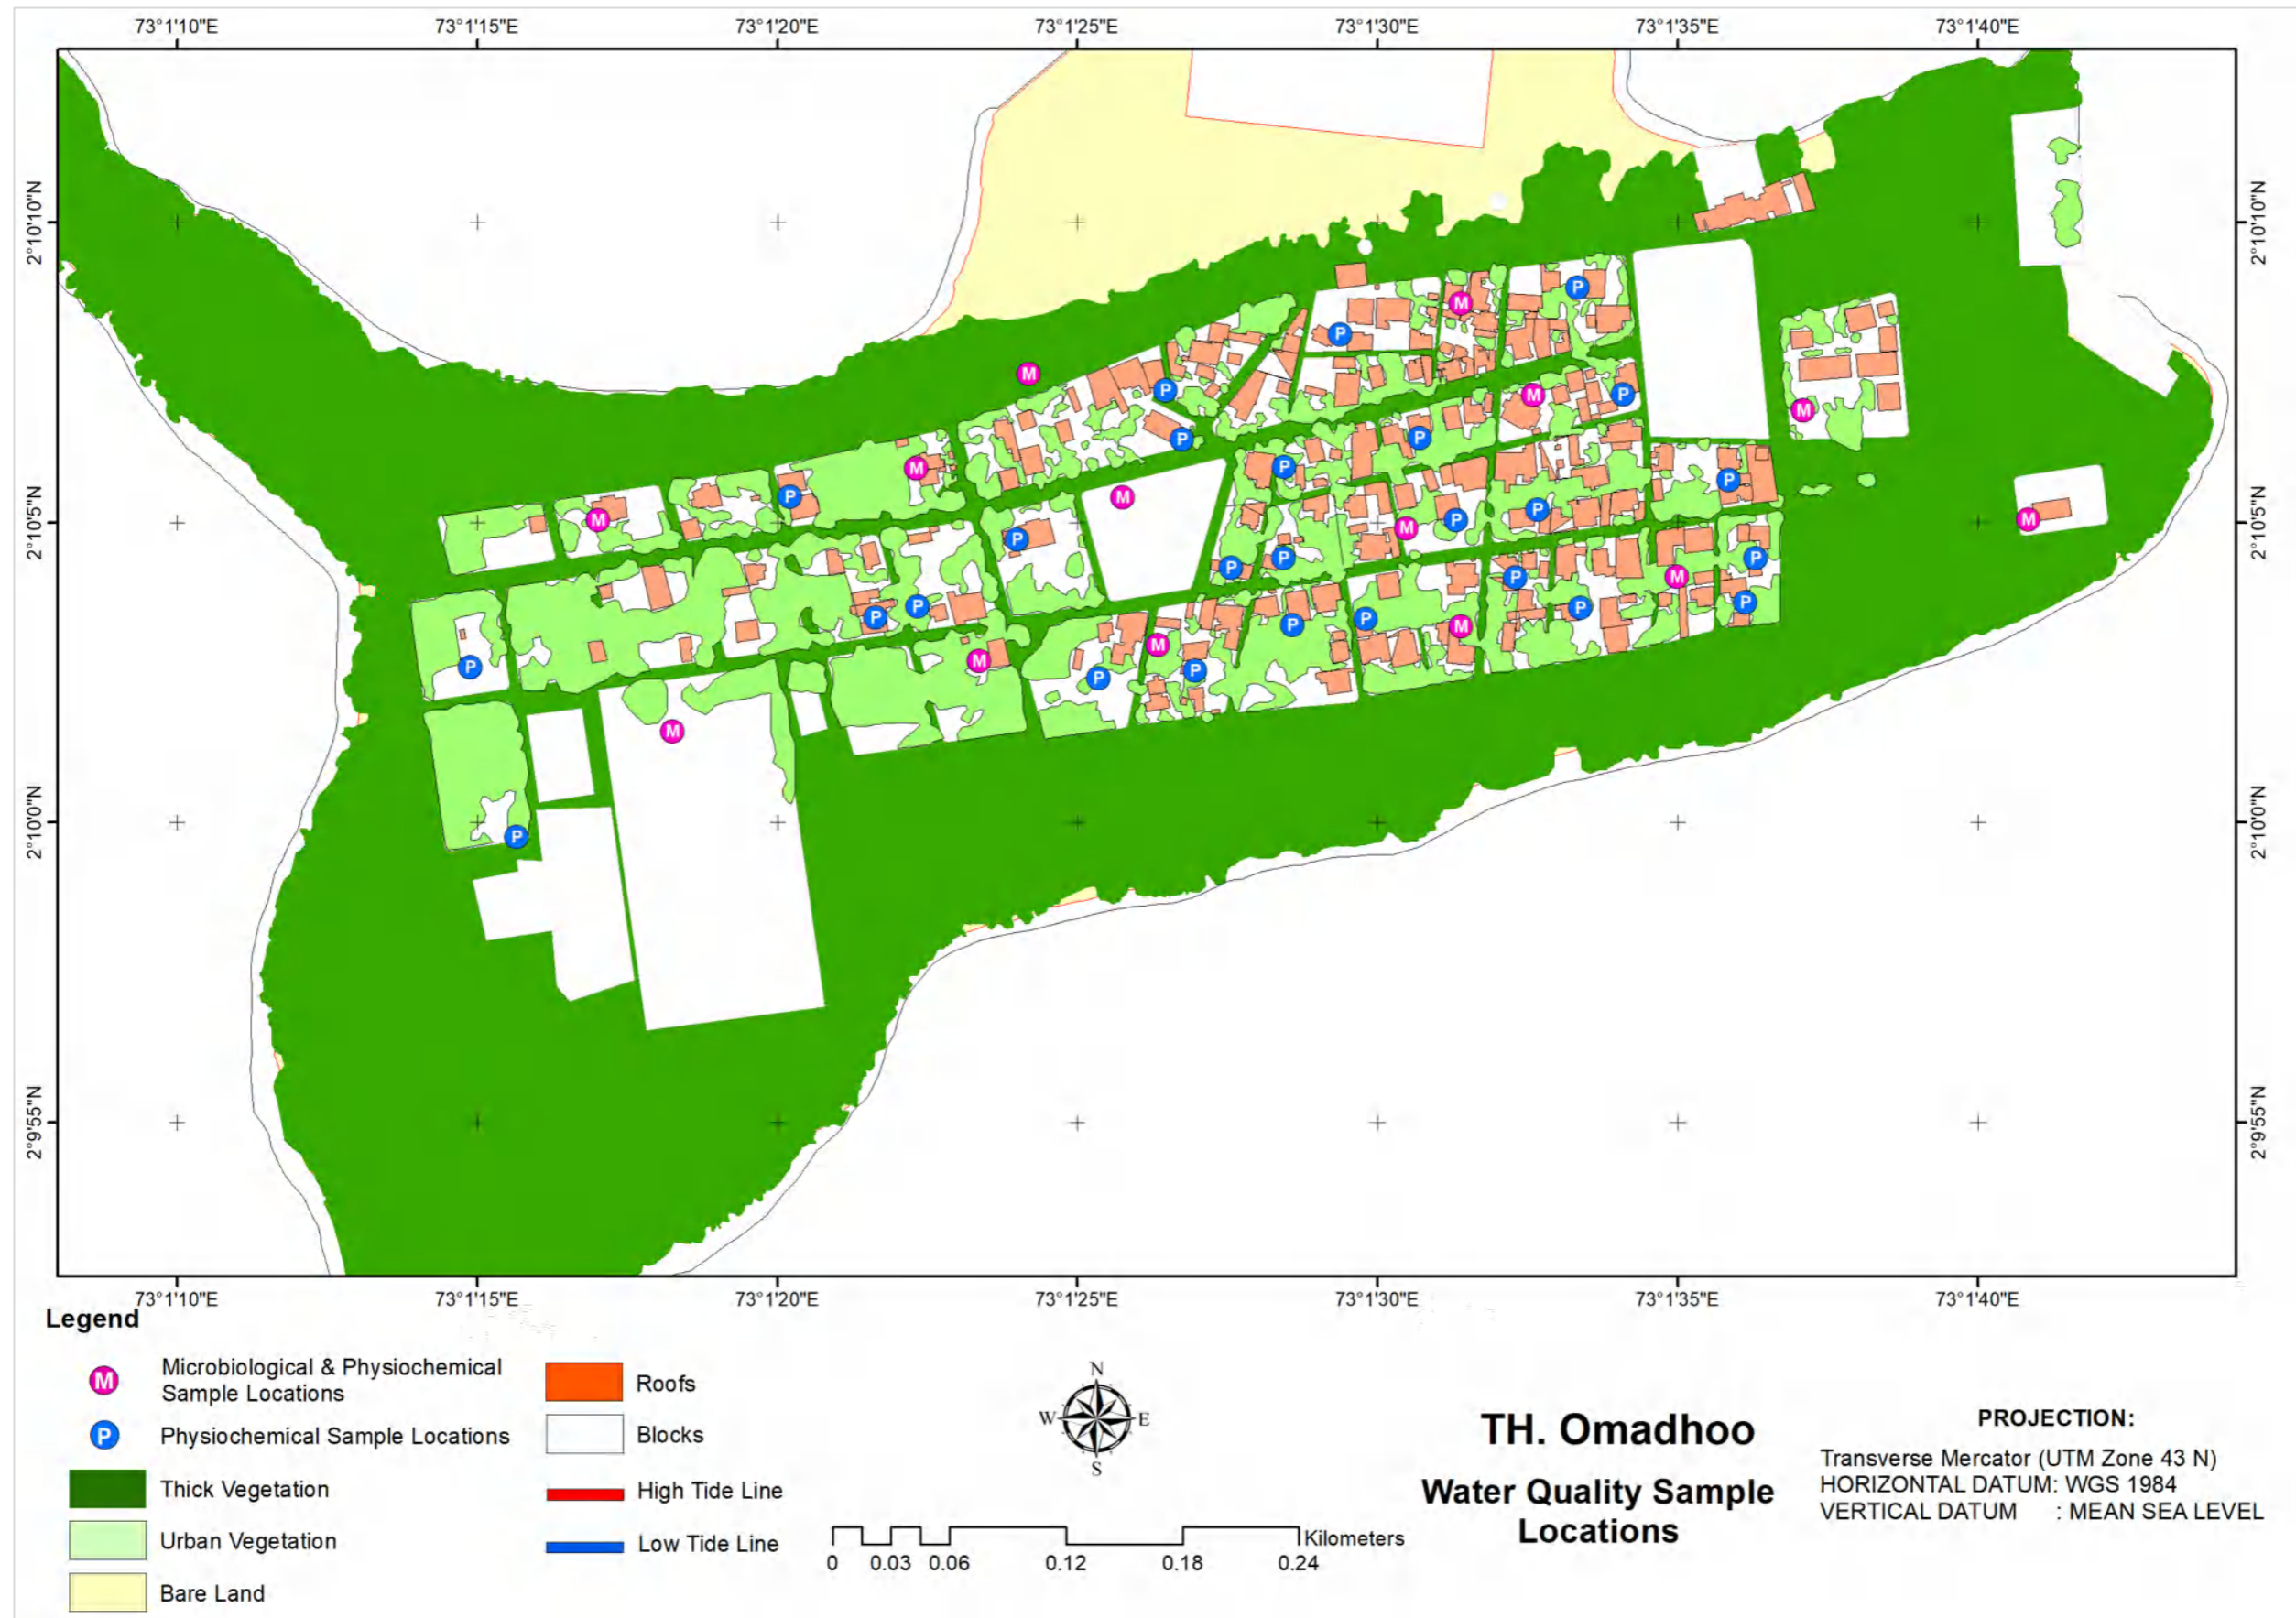 73°1'10"E 73°1'15"E 73°1'20"E 73°1'25"E 73°1'30"E 73°1'35"E 73°1'40"E
2°10'10"N 2°10'10"N
M P
P
M
P M P
M P
P
M P P
P M P
M P P
P M P
P P P
P M
P P P
P P M
M M
P M P P
M
P
2°10'5"N 2°10'5"N
2°10'0"N 2°10'0"N
2°9'55"N 2°9'55"N
73°1'10"E 73°1'15"E 73°1'20"E 73°1'25"E 73°1'30"E 73°1'35"E 73°1'40"E
Legend
M Microbiological & Physiochemical
Sample Locations
P Physiochemical Sample Locations
Thick Vegetation
Urban Vegetation
Bare Land
Roofs
Blocks
High Tide Line
Low Tide Line
N
W E
S
Kilometers
0 0.03 0.06 0.12 0.18 0.24
TH. Omadhoo
Water Quality Sample
Locations
PROJECTION:
Transverse Mercator (UTM Zone 43 N)
HORIZONTAL DATUM: WGS 1984
VERTICAL DATUM : MEAN SEA LEVEL